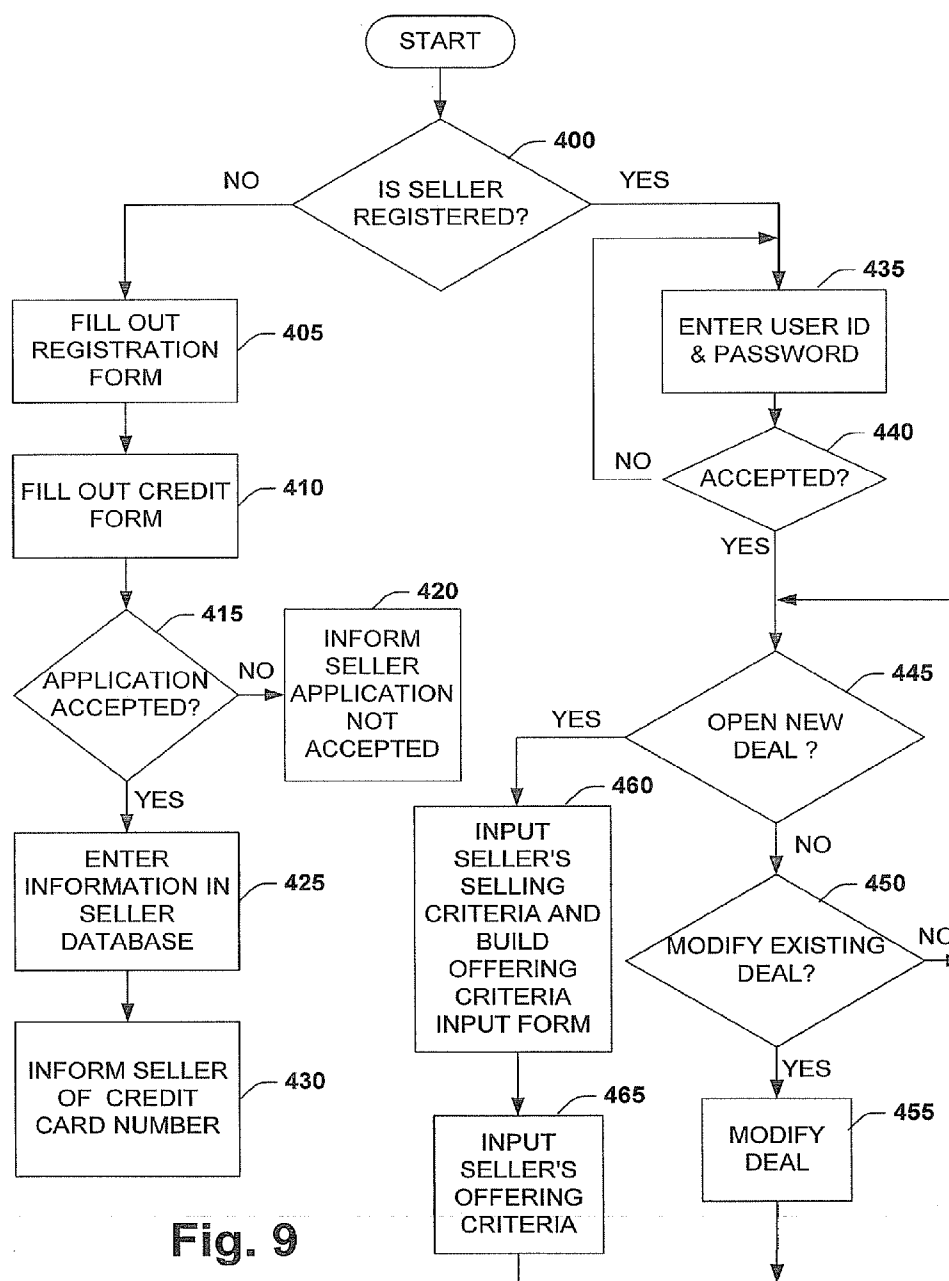 START
400
NO
IS SELLER
REGISTERED?
YES
435
FILL OUT
REGISTRATION
FORM
405
ENTER USER ID
& PASSWORD
440
NO
ACCEPTED?
FILL OUT CREDIT
FORM
410
YES
415
APPLICATION
ACCEPTED?
NO
420
INFORM
SELLER
APPLICATION
NOT
ACCEPTED
445
YES
OPEN NEW
DEAL ?
YES
460
NO
ENTER
INFORMATION IN
SELLER
DATABASE
425
INPUT
SELLER'S
SELLING
CRITERIA AND
BUILD
OFFERING
CRITERIA
INPUT FORM
450
MODIFY EXISTING
DEAL?
NO
YES
INFORM SELLER
OF CREDIT
CARD NUMBER
430
465
INPUT
SELLER'S
OFFERING
CRITERIA
455
MODIFY
DEAL
Fig. 9